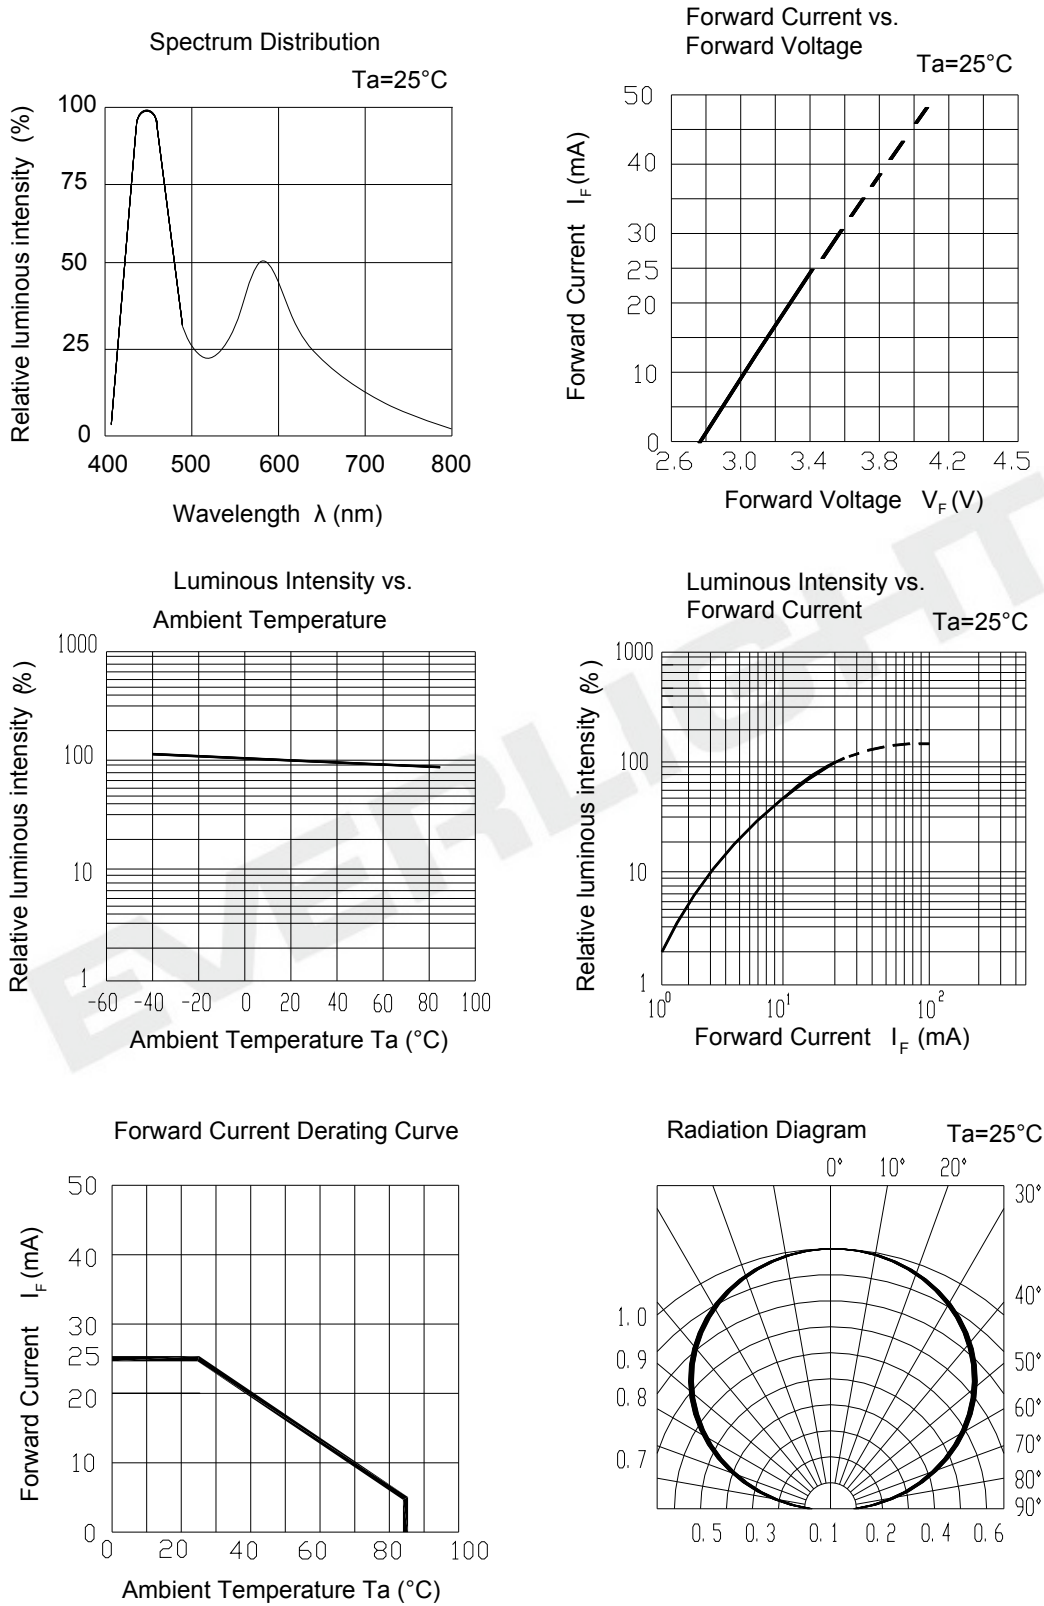 Spectrum Distribution
Ta=25°C
Relative luminous intensity (%)
100
75
50
25
0
400 500 600 700 800
Wavelength λ (nm)
Forward Current vs.
Forward Voltage
Ta=25°C
Forward Current IF (mA)
50
40
30
25
20
10
0
2.6 3.0 3.4 3.8 4.2 4.5
Forward Voltage VF (V)
Luminous Intensity vs.
Ambient Temperature
Relative luminous intensity (%)
1000
100
10
1
-60 -40 -20 0 20 40 60 80 100
Ambient Temperature Ta (°C)
Luminous Intensity vs.
Forward Current
Ta=25°C
Relative luminous intensity (%)
1000
100
10
1
10⁰ 10¹ 10²
Forward Current IF (mA)
Forward Current Derating Curve
Forward Current IF (mA)
50
40
30
25
20
10
0
0 20 40 60 80 100
Ambient Temperature Ta (°C)
Radiation Diagram
Ta=25°C
0° 10° 20°
30°
40°
50°
60°
70°
80°
90°
1.0
0.9
0.8
0.7
0.5 0.3 0.1 0.2 0.4 0.6
EVERLIGHT